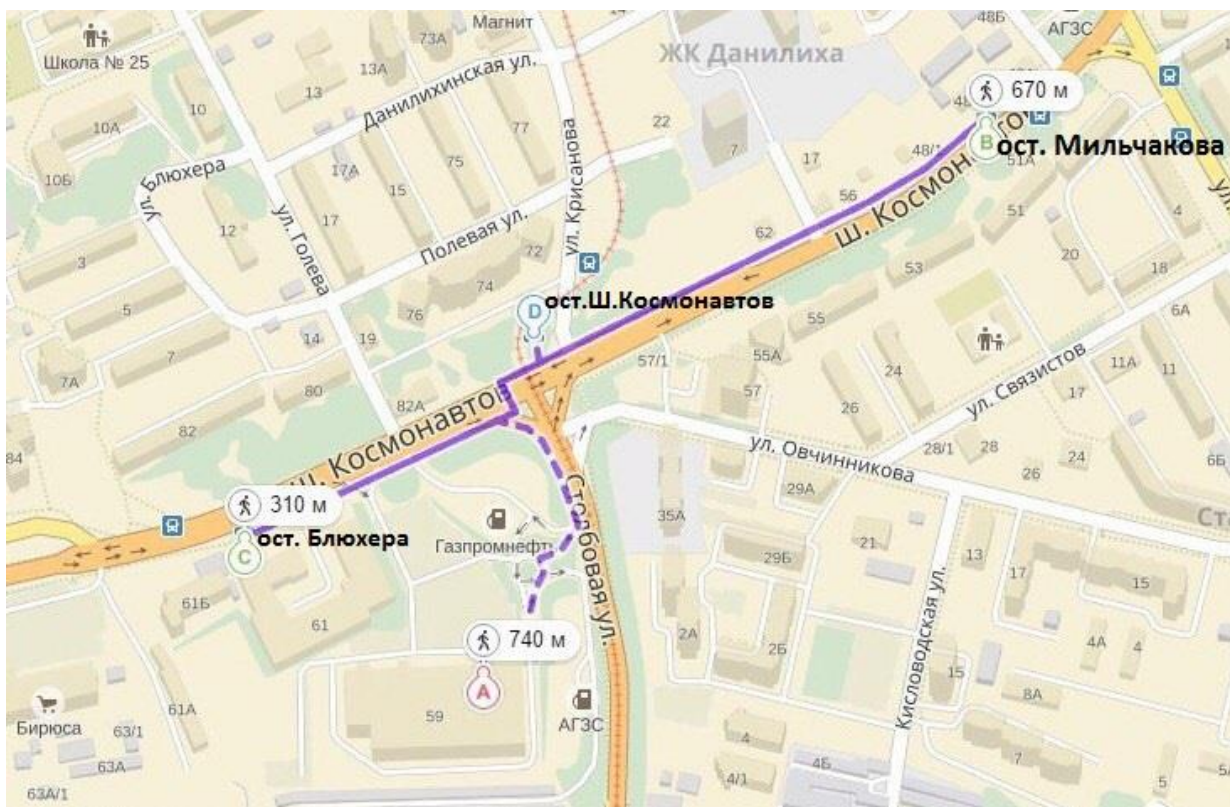 Магнит
14
48Б
АГЗС
Школа № 25
73А
13А
ЖК Данилиха
10
13
Данилихинская ул.
77
22
670 м
B
ост. Мильчакова
10А
75
7
17
48/1
51А
10Б
ул. Блюхера
17А
15
ул. Крисанова
56
51
4
12
ул. Голева
17
Полевая ул.
72
62
ш. Космонавтов
20
3
74
53
18
5
ост.Ш.Космонавтов
D
76
14
19
55
6А
7
57/1
55А
11А
11
7А
80
24
ул. Связистов
17
82А
57
26
82
ш. Космонавтов
28/1
28
24
84
ул. Овчинникова
26
6Б
310 м
29А
ост. Блюхера
C
Газпромнефть
35А
Ст
21
13
29Б
17
15
61Б
61
Столбовая ул.
740 м
2А
2Б
Кисловодская ул.
4А
4
A
15
8А
61А
59
АГЗС
Бирюса
63/1
4
7
63А
4/1
4Б
5
63А/1